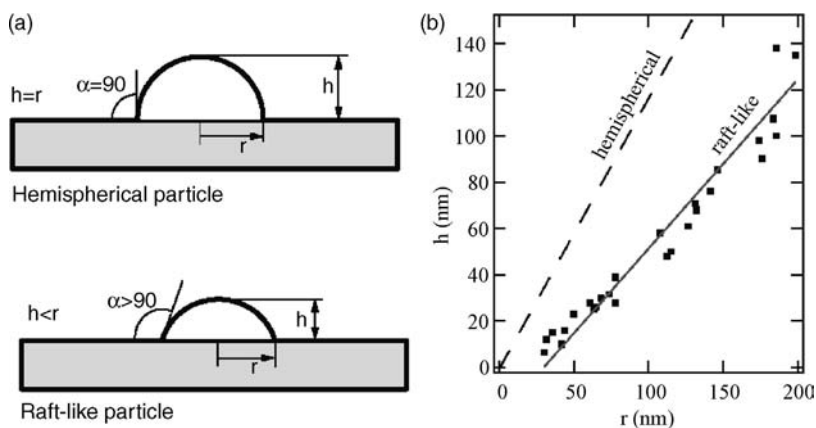 (a)
h=r
α=90
h
r
Hemispherical particle
h<r
α>90
h
r
Raft-like particle
(b)
h (nm)
140
120
100
80
60
40
20
0
hemispherical
raft-like
0
50
100
150
200
r (nm)